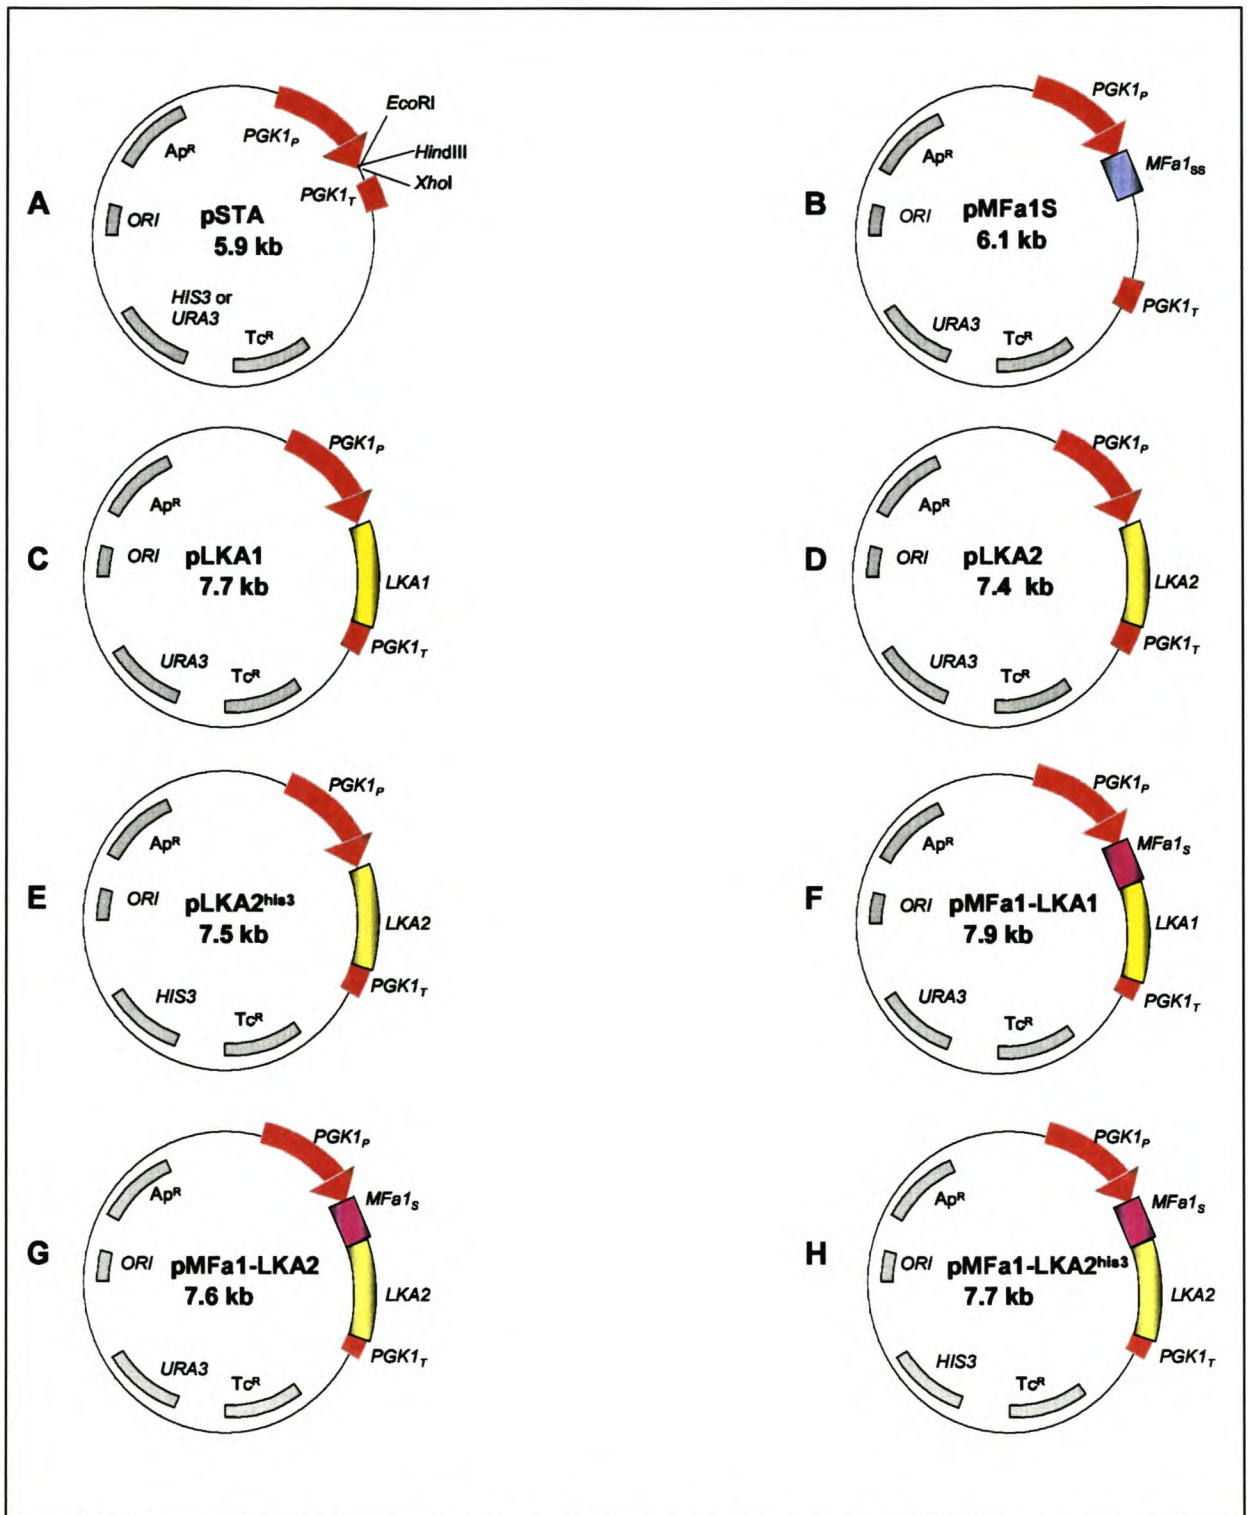 A
PGK1P
EcoRI
HindIII
XhoI
PGK1T
ApR
ORI
pSTA
5.9 kb
HIS3 or
URA3
TcR
B
PGK1P
MFa1SS
ApR
ORI
pMFa1S
6.1 kb
PGK1T
URA3
TcR
C
PGK1P
ApR
ORI
pLKA1
7.7 kb
LKA1
PGK1T
URA3
TcR
D
PGK1P
ApR
ORI
pLKA2
7.4 kb
LKA2
PGK1T
URA3
TcR
E
PGK1P
ApR
ORI
pLKA2his3
7.5 kb
LKA2
PGK1T
HIS3
TcR
F
PGK1P
MFa1S
ApR
ORI
pMFa1-LKA1
7.9 kb
LKA1
PGK1T
URA3
TcR
G
PGK1P
MFa1S
ApR
ORI
pMFa1-LKA2
7.6 kb
LKA2
PGK1T
URA3
TcR
H
PGK1P
MFa1S
ApR
ORI
pMFa1-LKA2his3
7.7 kb
LKA2
PGK1T
HIS3
TcR